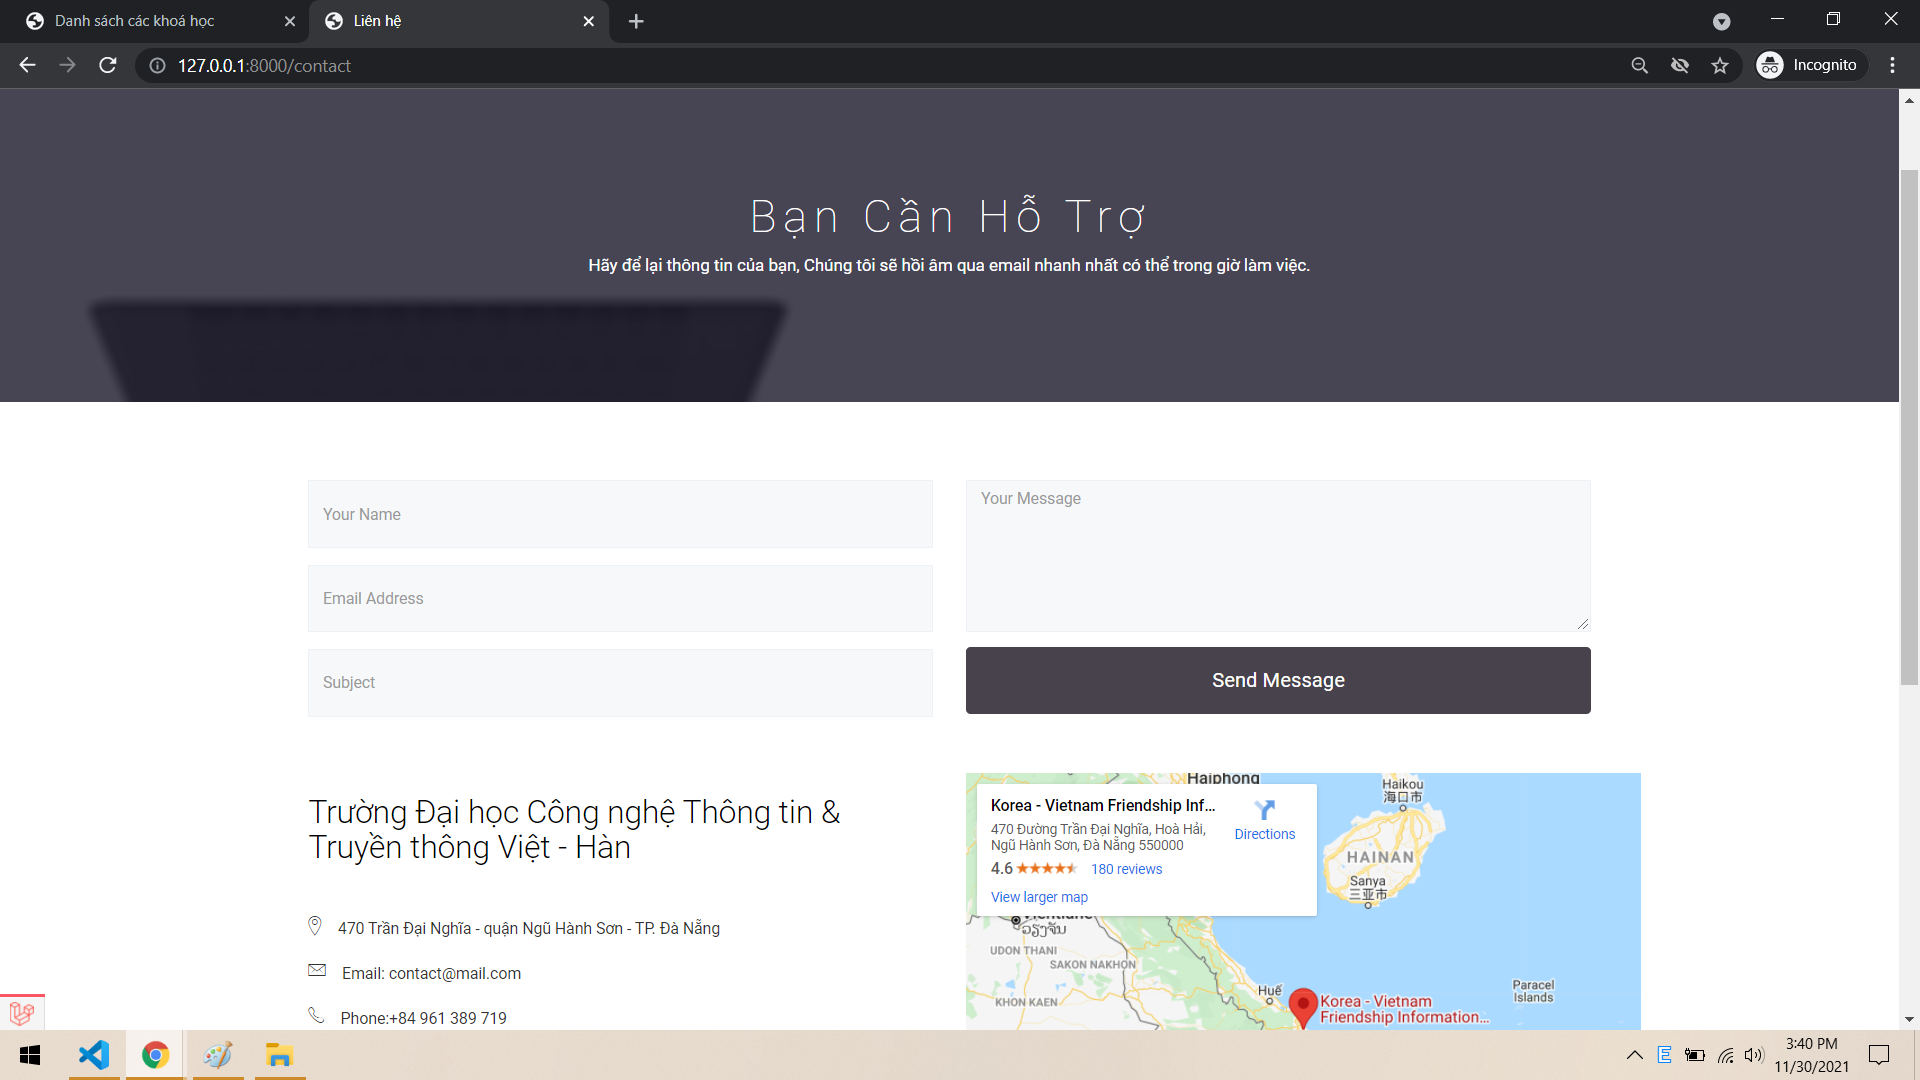 Danh sách các khoá học
Liên hệ
127.0.0.1:8000/contact
Incognito
Bạn Cần Hỗ Trợ
Hãy để lại thông tin của bạn, Chúng tôi sẽ hồi âm qua email nhanh nhất có thể trong giờ làm việc.
Your Name
Email Address
Subject
Your Message
Send Message
Trường Đại học Công nghệ Thông tin &
Truyền thông Việt - Hàn
470 Trần Đại Nghĩa - quận Ngũ Hành Sơn - TP. Đà Nẵng
Email: contact@mail.com
Phone:+84 961 389 719
Haiphong
Korea - Vietnam Friendship Inf...
470 Đường Trần Đại Nghĩa, Hoà Hải,
Ngũ Hành Sơn, Đà Nẵng 550000
4.6
180 reviews
View larger map
Directions
Haikou
海口市
HAINAN
Sanya
三亚市
Vientiane
ວຽງຈັນ
UDON THANI
SAKON NAKHON
KHON KAEN
Huế
Paracel
Islands
Korea - Vietnam
Friendship Information...
E
3:40 PM
11/30/2021